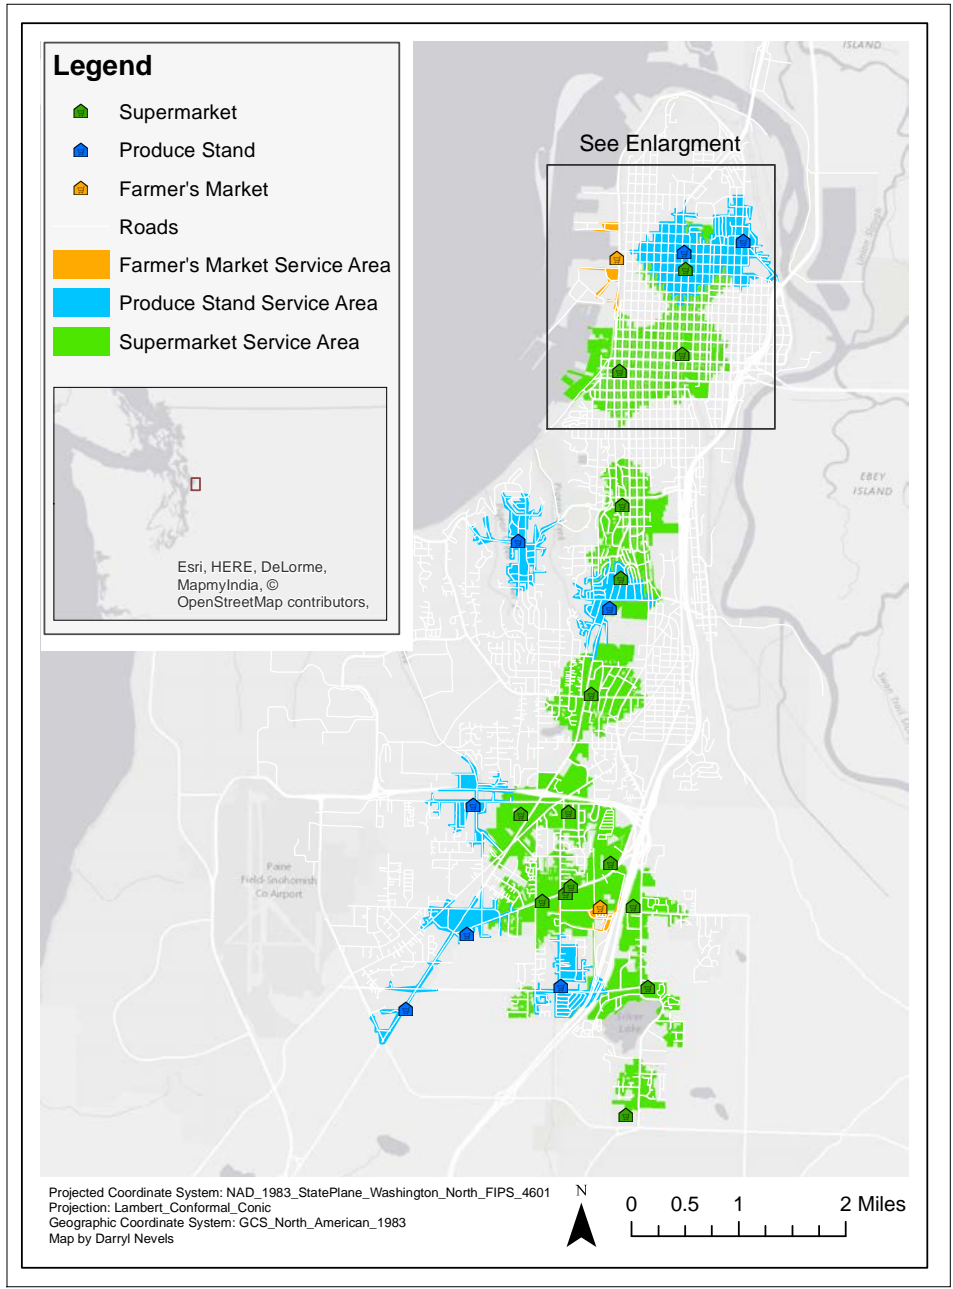 Legend
Supermarket
Produce Stand
Farmer's Market
Roads
Farmer's Market Service Area
Produce Stand Service Area
Supermarket Service Area
Esri, HERE, DeLorme,
MapmyIndia, ©
OpenStreetMap contributors,
ISLAND
See Enlargment
EBEY
ISLAND
Paine
Field-Snohomish
Co Airport
Silver
Lake
Projected Coordinate System: NAD_1983_StatePlane_Washington_North_FIPS_4601
Projection: Lambert_Conformal_Conic
Geographic Coordinate System: GCS_North_American_1983
Map by Darryl Nevels
N
0 0.5 1 2 Miles